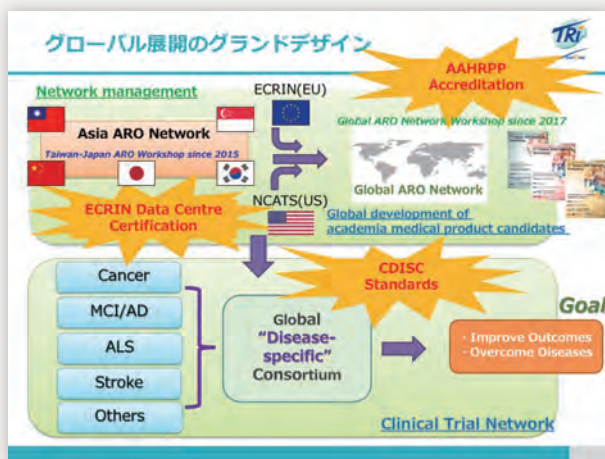 グローバル展開のグランドデザイン
TRI
Network management
ECRIN(EU)
AAHRPP
Accreditation
Asia ARO Network
Taiwan-Japan ARO Workshop since 2015
Global ARO Network Workshop since 2017
Global ARO Network
ECRIN Data Centre
Certification
NCATS(US)
Global development of
academia medical product candidates
Cancer
MCI/AD
ALS
Stroke
Others
CDISC
Standards
Global
"Disease-
specific"
Consortium
Goal
・Improve Outcomes
・Overcome Diseases
Clinical Trial Network